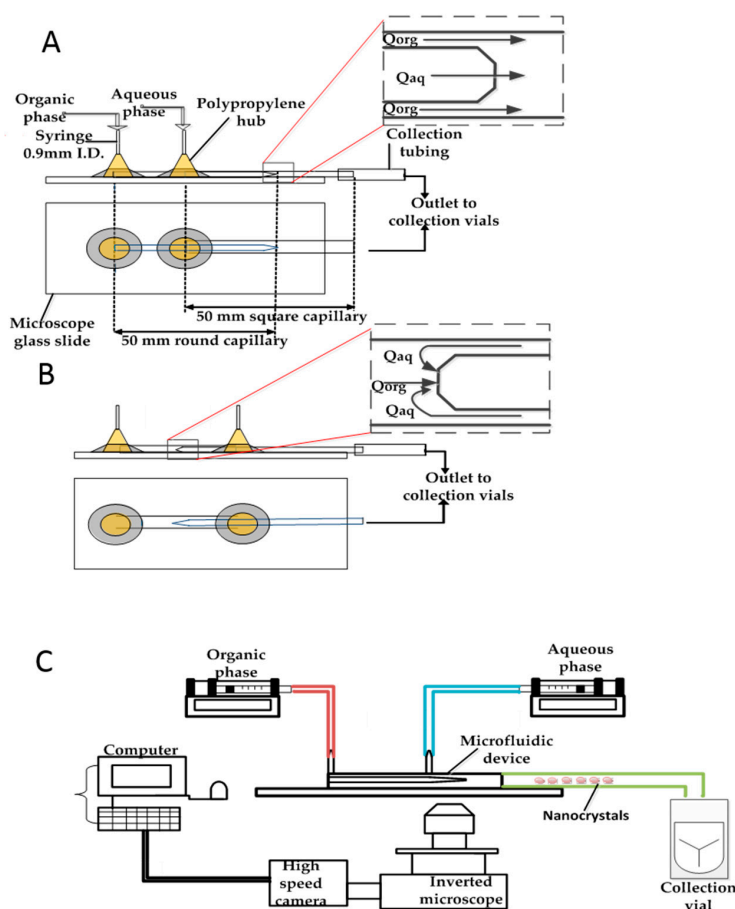 A
Qorg
Qaq
Qorg
Organic
phase
Aqueous
phase
Polypropylene
hub
Syringe
0.9mm I.D.
Collection
tubing
Outlet to
collection vials
50 mm square capillary
Microscope
glass slide
50 mm round capillary
B
Qaq
Qorg
Qaq
Outlet to
collection vials
C
Organic
phase
Aqueous
phase
Computer
Microfluidic
device
Nanocrystals
High
speed
camera
Inverted
microscope
Collection
vial